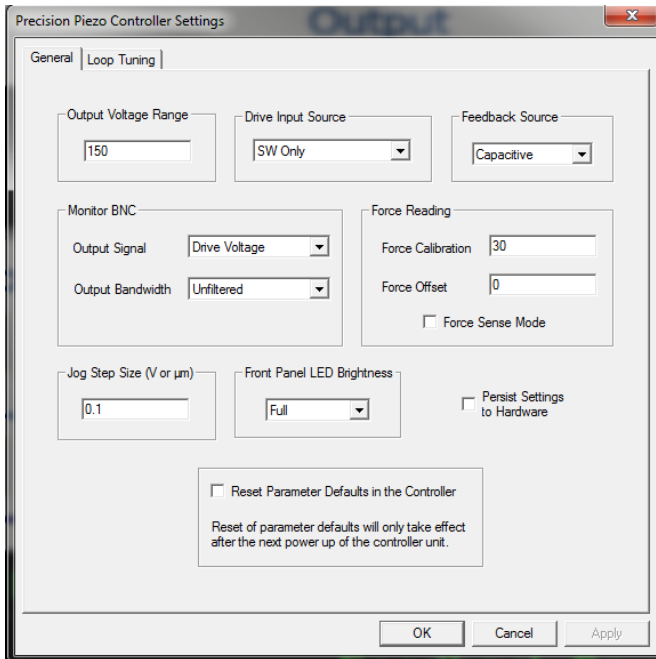 Precision Piezo Controller Settings
Output
General
Loop Tuning
Output Voltage Range
150
Drive Input Source
SW Only
Feedback Source
Capacitive
Monitor BNC
Output Signal
Drive Voltage
Output Bandwidth
Unfiltered
Force Reading
Force Calibration
30
Force Offset
0
Force Sense Mode
Jog Step Size (V or µm)
0.1
Front Panel LED Brightness
Full
Persist Settings
to Hardware
Reset Parameter Defaults in the Controller
Reset of parameter defaults will only take effect
after the next power up of the controller unit.
OK
Cancel
Apply